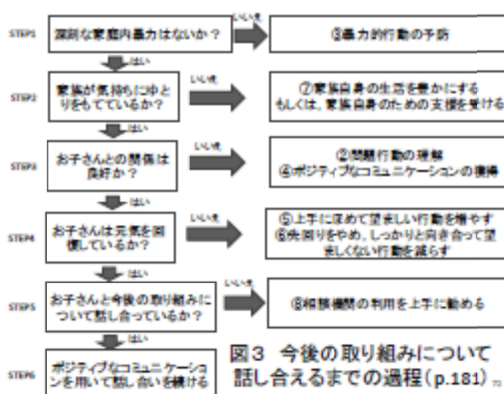 STEP1
深刻な家庭内暴力はないか?
いいえ
③暴力的行動の予防
はい
STEP2
家族が気持ちにゆと
りをもてているか?
いいえ
⑦家族自身の生活を豊かにする
もしくは、家族自身のための支援を受ける
はい
STEP3
お子さんとの関係は
良好か?
いいえ
②問題行動の理解
④ポジティブなコミュニケーションの獲得
はい
STEP4
お子さんは元気を回
復しているか?
いいえ
⑤上手にほめて望ましい行動を増やす
⑥先回りをやめ、しっかりと向き合って望
ましくない行動を減らす
はい
STEP5
お子さんと今後の取り組みに
ついて話し合っているか?
いいえ
⑧相談機関の利用を上手に勧める
はい
STEP6
ポジティブなコミュニケーショ
ンを用いて話し合いを続ける
図3 今後の取り組みについて
話し合えるまでの過程(p.181)